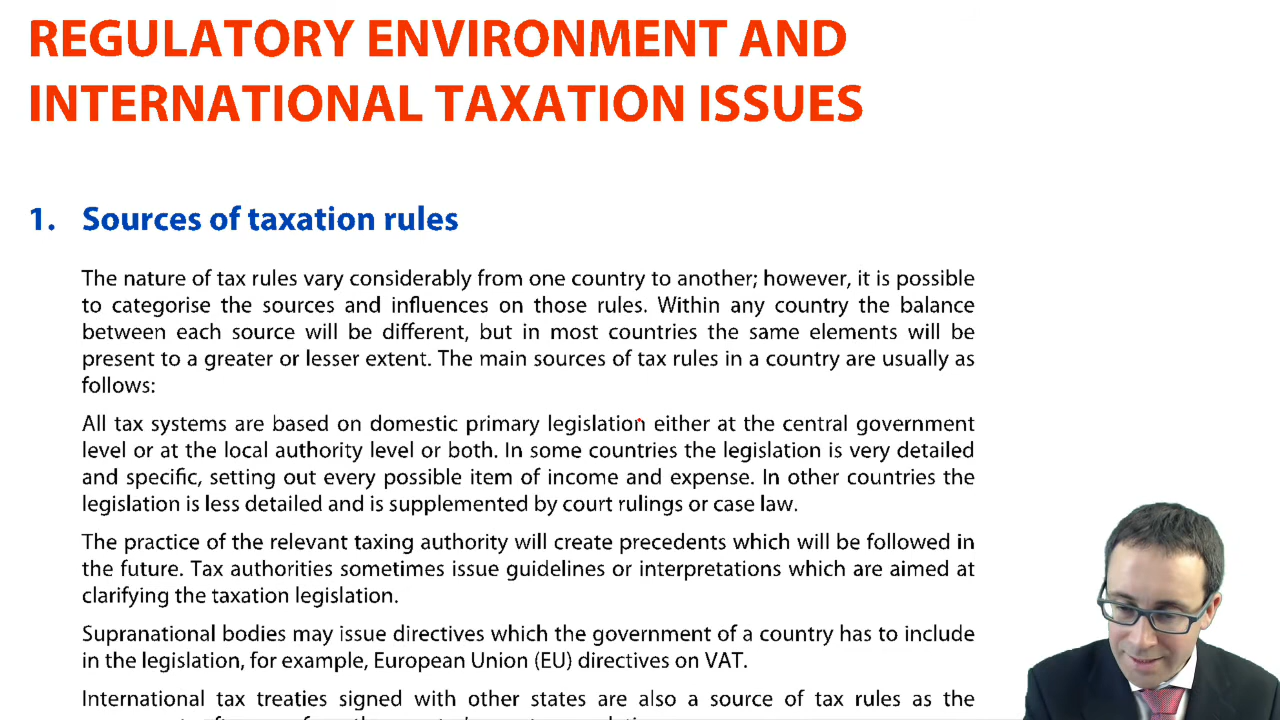 REGULATORY ENVIRONMENT AND
INTERNATIONAL TAXATION ISSUES
1. Sources of taxation rules
The nature of tax rules vary considerably from one country to another; however, it is possible
to categorise the sources and influences on those rules. Within any country the balance
between each source will be different, but in most countries the same elements will be
present to a greater or lesser extent. The main sources of tax rules in a country are usually as
follows:
All tax systems are based on domestic primary legislation either at the central government
level or at the local authority level or both. In some countries the legislation is very detailed
and specific, setting out every possible item of income and expense. In other countries the
legislation is less detailed and is supplemented by court rulings or case law.
The practice of the relevant taxing authority will create precedents which will be followed in
the future. Tax authorities sometimes issue guidelines or interpretations which are aimed at
clarifying the taxation legislation.
Supranational bodies may issue directives which the government of a country has to include
in the legislation, for example, European Union (EU) directives on VAT.
International tax treaties signed with other states are also a source of tax rules as the